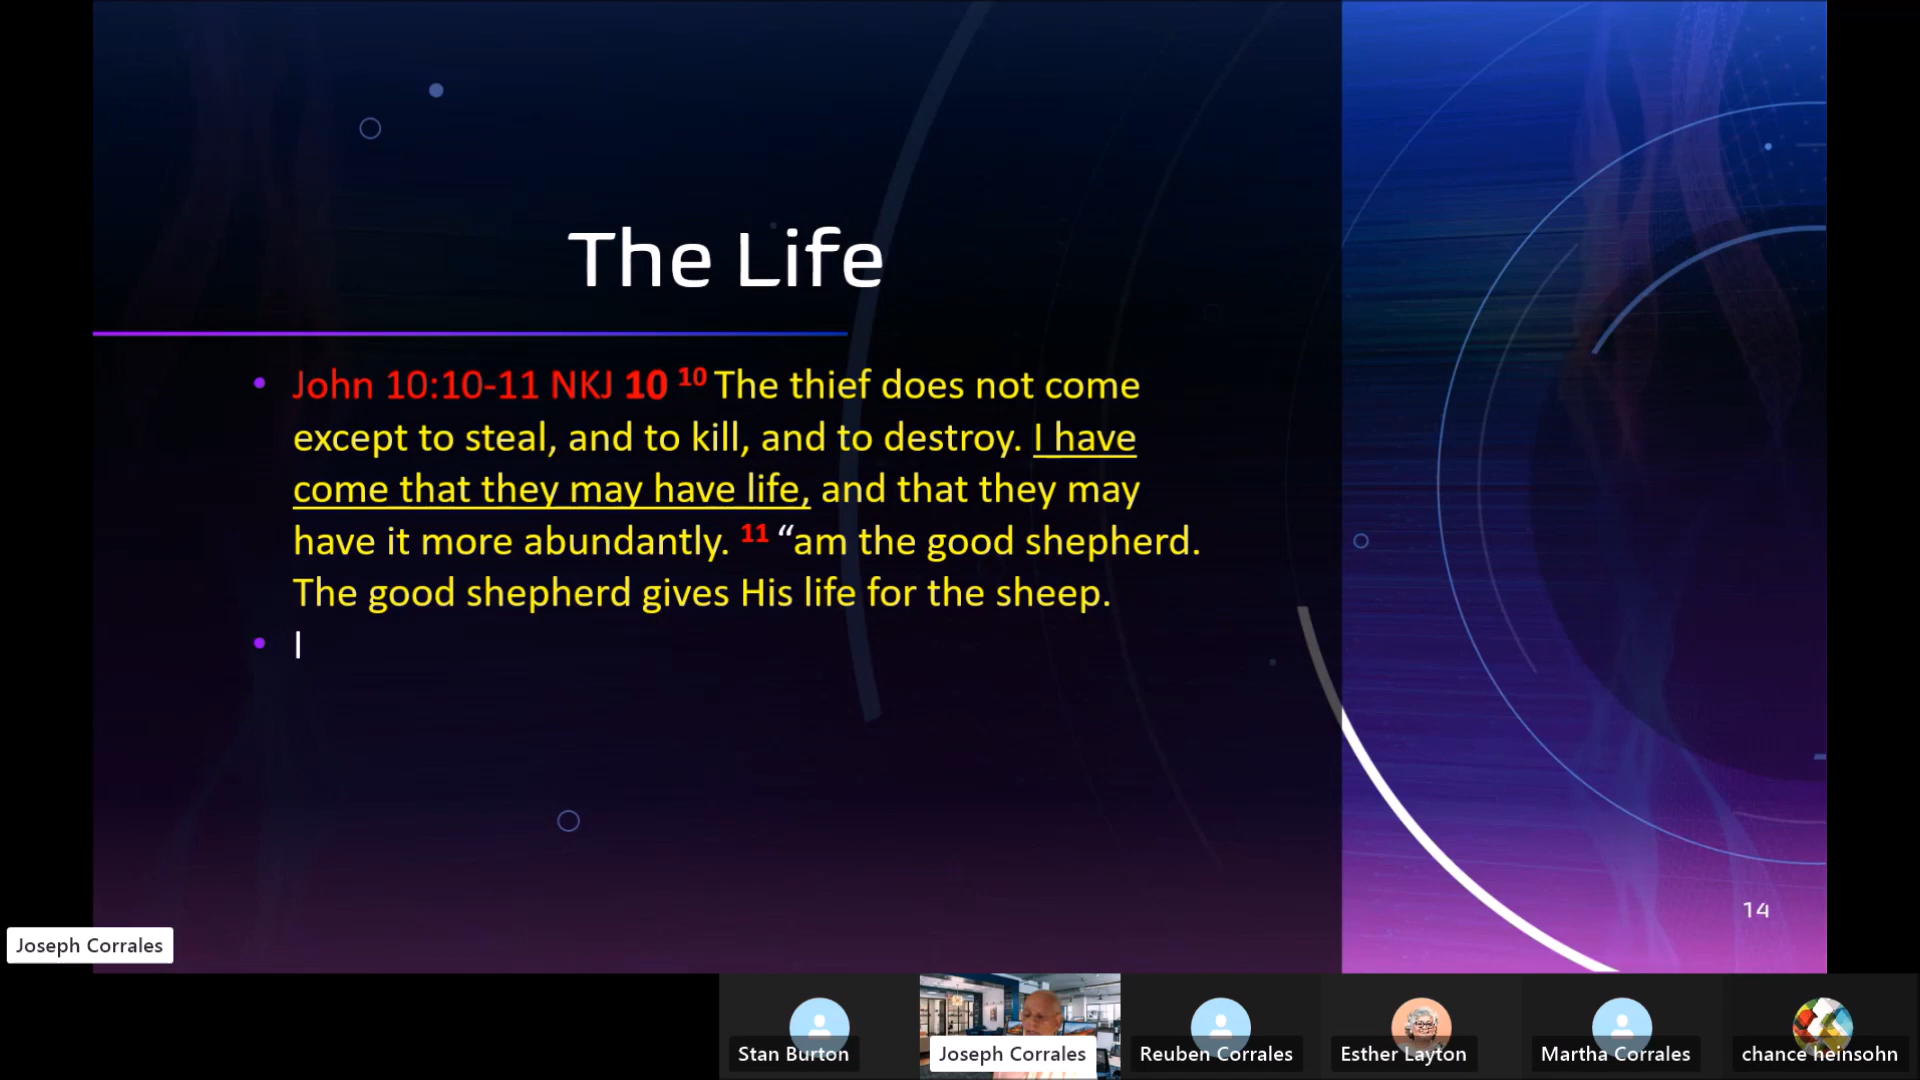 The Life
• John 10:10-11 NKJ 10 10 The thief does not come
except to steal, and to kill, and to destroy. I have
come that they may have life, and that they may
have it more abundantly. 11 “am the good shepherd.
The good shepherd gives His life for the sheep.
• I
14
Joseph Corrales
Stan Burton
Joseph Corrales
Reuben Corrales
Esther Layton
Martha Corrales
chance heinsohn